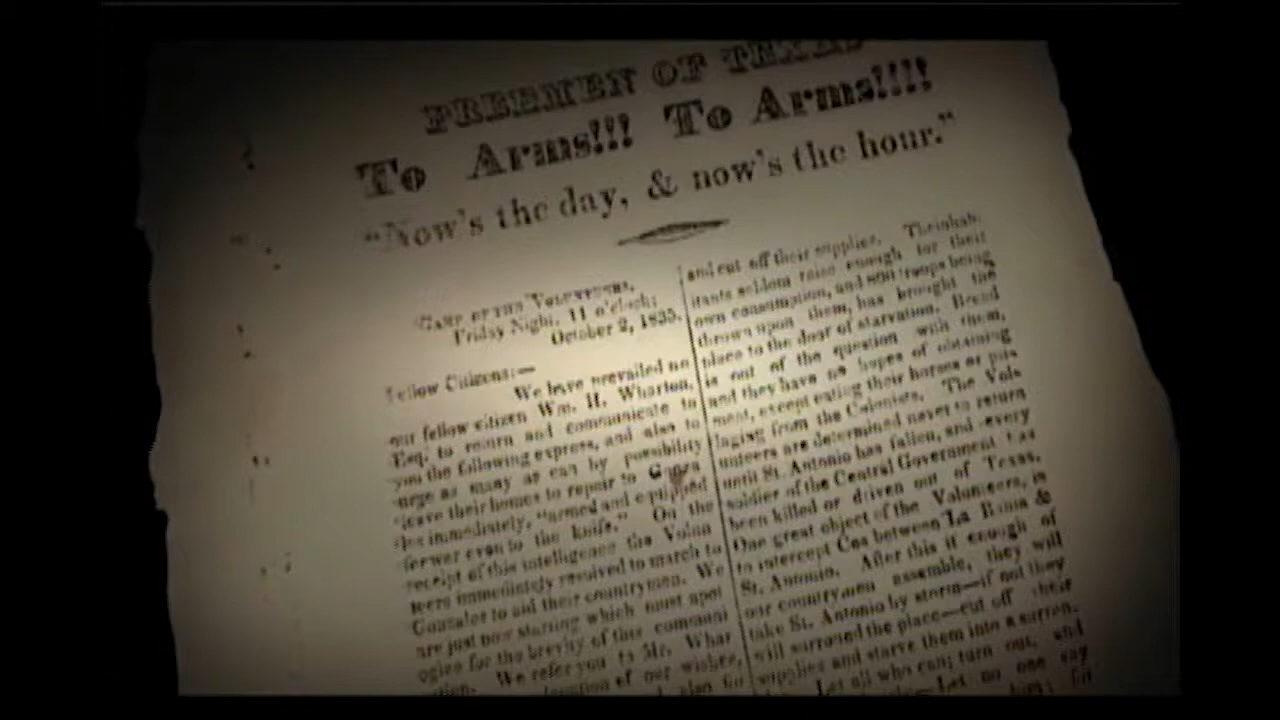 FREEMEN OF TEXAS
To Arms!!! To Arms!!!!
"Now's the day, & now's the hour."
CAMP OF THE VOLUNTEERS,
Friday Night, 11 o'clock;
October 2, 1835.
Fellow Citizens:—
We have prevailed on
our fellow citizen Wm. H. Wharton,
Esq. to return and communicate to
you the following express, and also to
urge as many as can by possibility
leave their homes to repair to Gonza
les immediately, "armed and equipped
for war even to the knife." On the
receipt of this intelligence the Volun
teers immediately resolved to march to
Gonzales to aid their countrymen. We
are just now starting which must apol
ogize for the brevity of this communi
cation. We refer you to Mr. Whar
of our wishes,
and cut off their supplies. The inhab-
itants seldom raise enough for their
own consumption, and 800 troops being
thrown upon them, has brought the
place to the door of starvation. Bread
is out of the question with them,
and they have no hopes of obtaining
meat, except eating their horses or pil-
laging from the Colonists. The Vol-
unteers are determined never to return
until St. Antonio has fallen, and every
soldier of the Central Government has
been killed or driven out of Texas.
One great object of the Volunteers, is
to intercept Cos between La Bahia &
St. Antonio. After this if enough of
our countrymen assemble, they will
take St. Antonio by storm—if not they
will surround the place—cut off their
supplies and starve them into a surren.
Let all who can; turn out, and
Let no one say